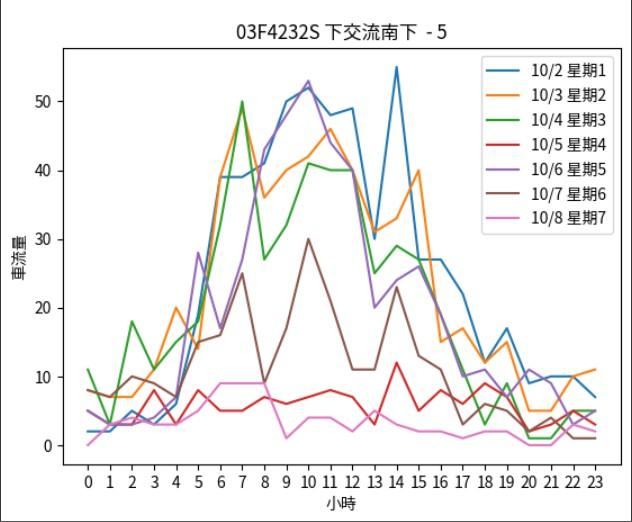 03F4232S 下交流南下 - 5
10/2 星期1
10/3 星期2
10/4 星期3
10/5 星期4
10/6 星期5
10/7 星期6
10/8 星期7
車流量
50
40
30
20
10
0
0 1 2 3 4 5 6 7 8 9 10 11 12 13 14 15 16 17 18 19 20 21 22 23
小時